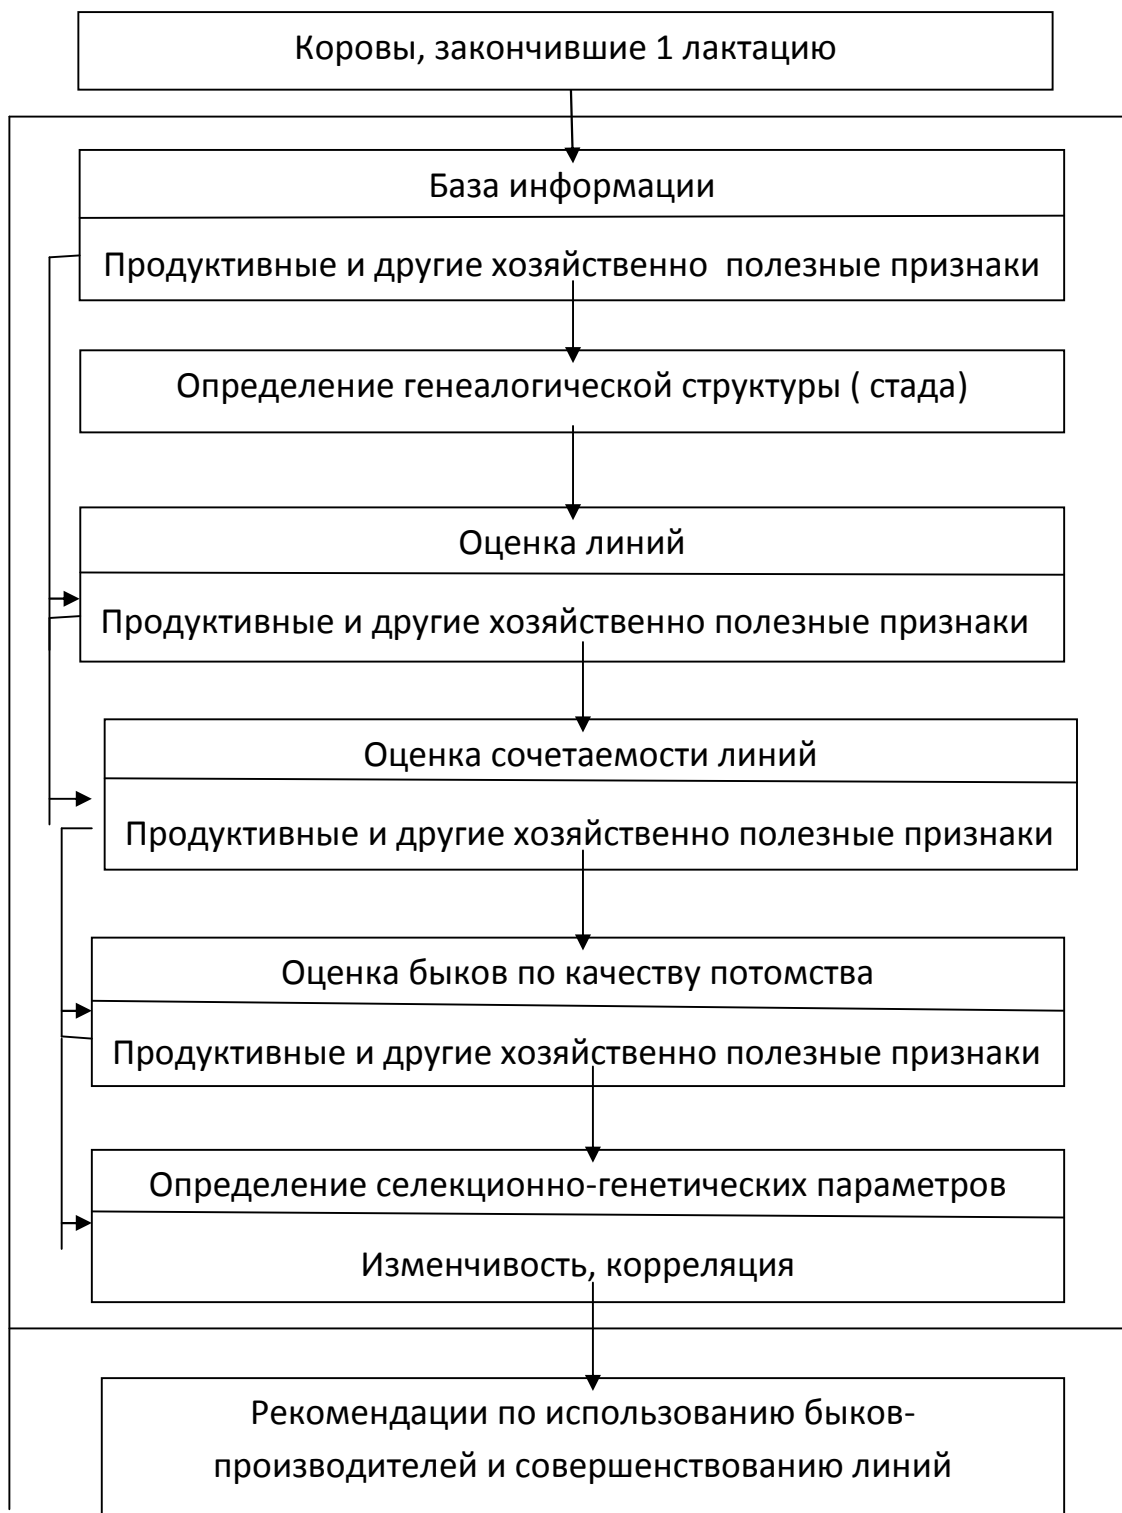 Коровы, закончившие 1 лактацию
База информации
Продуктивные и другие хозяйственно  полезные признаки
Определение генеалогической структуры ( стада)
Оценка линий
Продуктивные и другие хозяйственно полезные признаки
Оценка сочетаемости линий
Продуктивные и другие хозяйственно полезные признаки
Оценка быков по качеству потомства
Продуктивные и другие хозяйственно полезные признаки
Определение селекционно-генетических параметров
Изменчивость, корреляция
Рекомендации по использованию быков-
производителей и совершенствованию линий